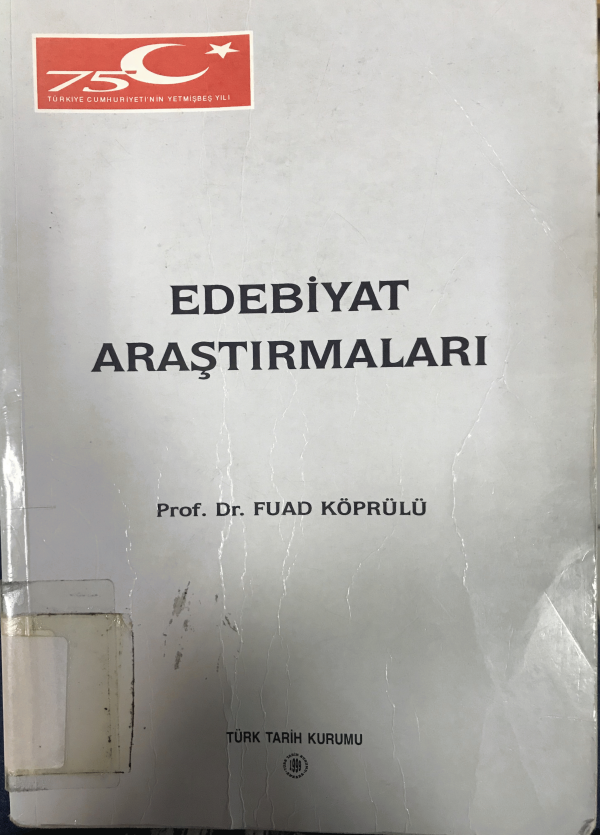 75
TÜRKİYE CUMHURİYETİ'NİN YETMİŞBEŞ YILI
EDEBİYAT
ARAŞTIRMALARI
Prof. Dr. FUAD KÖPRÜLÜ
TÜRK TARİH KURUMU